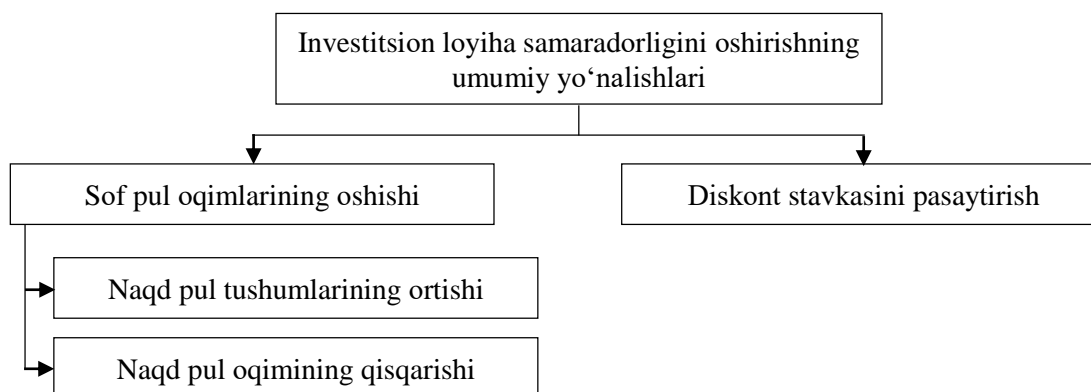 Investitsion loyiha samaradorligini oshirishning
umumiy yo‘nalishlari
Sof pul oqimlarining oshishi
Diskont stavkasini pasaytirish
Naqd pul tushumlarining ortishi
Naqd pul oqimining qisqarishi